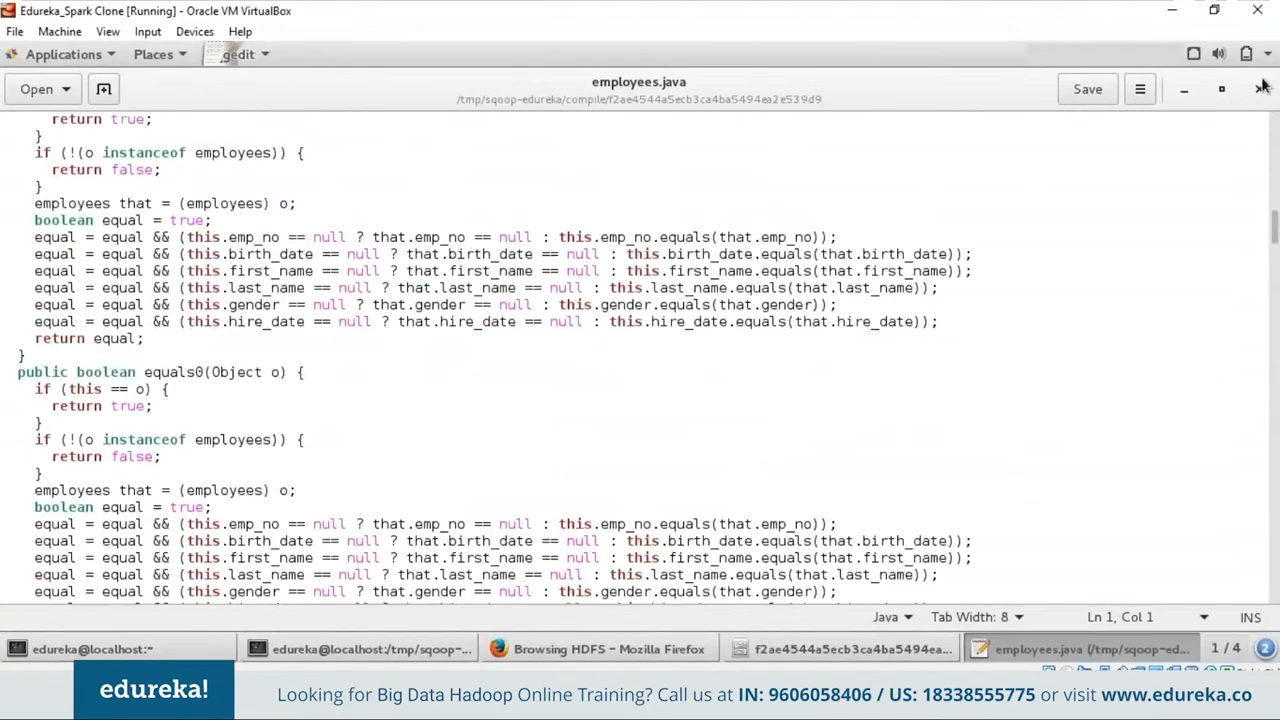 Edureka_Spark Clone [Running] - Oracle VM VirtualBox
File Machine View Input Devices Help
Applications Places gedit
Open employees.java Save
/tmp/sqoop-edureka/compile/f2ae4544a5ecb3ca4ba5494ea2e539d9
return true;
}
if (!(o instanceof employees)) {
return false;
}
employees that = (employees) o;
boolean equal = true;
equal = equal && (this.emp_no == null ? that.emp_no == null : this.emp_no.equals(that.emp_no));
equal = equal && (this.birth_date == null ? that.birth_date == null : this.birth_date.equals(that.birth_date));
equal = equal && (this.first_name == null ? that.first_name == null : this.first_name.equals(that.first_name));
equal = equal && (this.last_name == null ? that.last_name == null : this.last_name.equals(that.last_name));
equal = equal && (this.gender == null ? that.gender == null : this.gender.equals(that.gender));
equal = equal && (this.hire_date == null ? that.hire_date == null : this.hire_date.equals(that.hire_date));
return equal;
}
public boolean equals0(Object o) {
if (this == o) {
return true;
}
if (!(o instanceof employees)) {
return false;
}
employees that = (employees) o;
boolean equal = true;
equal = equal && (this.emp_no == null ? that.emp_no == null : this.emp_no.equals(that.emp_no));
equal = equal && (this.birth_date == null ? that.birth_date == null : this.birth_date.equals(that.birth_date));
equal = equal && (this.first_name == null ? that.first_name == null : this.first_name.equals(that.first_name));
equal = equal && (this.last_name == null ? that.last_name == null : this.last_name.equals(that.last_name));
equal = equal && (this.gender == null ? that.gender == null : this.gender.equals(that.gender));
Java Tab Width: 8 Ln 1, Col 1 INS
edureka@localhost:~ edureka@localhost:/tmp/sqoop-... Browsing HDFS - Mozilla Firefox f2ae4544a5ecb3ca4ba5494ea... employees.java (/tmp/sqoop-ed... 1 / 4 2
edureka! Looking for Big Data Hadoop Online Training? Call us at IN: 9606058406 / US: 18338555775 or visit www.edureka.co